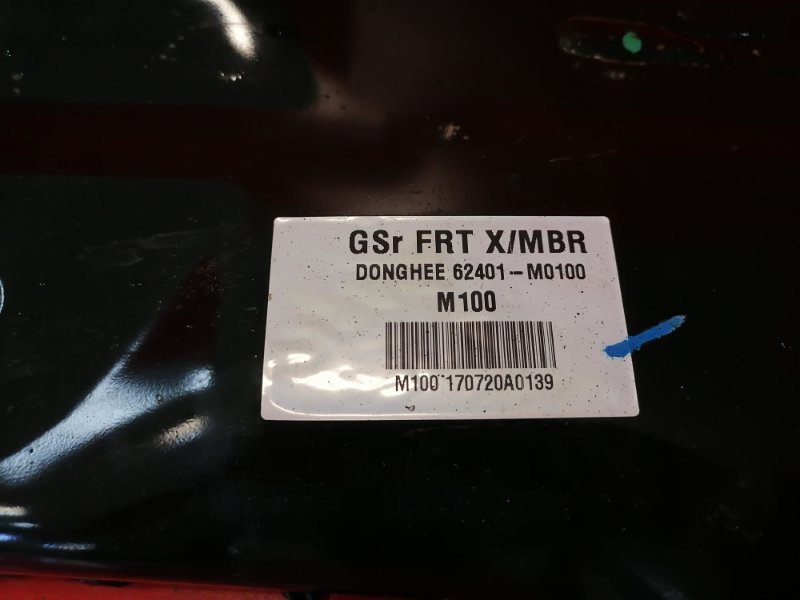 GSr FRT X/MBR
DONGHEE 62401-M0100
M100
M100 170720A0139